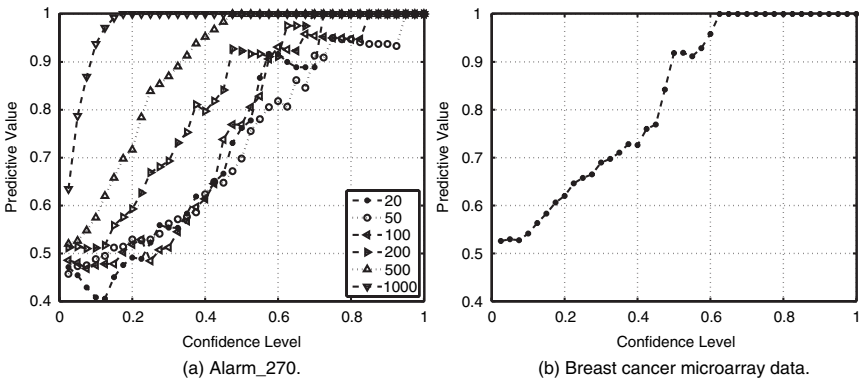 Predictive Value
1
0.9
0.8
0.7
0.6
0.5
0.4
0 0.2 0.4 0.6 0.8 1
Confidence Level
20
50
100
200
500
1000
(a) Alarm_270.
Predictive Value
1
0.9
0.8
0.7
0.6
0.5
0.4
0 0.2 0.4 0.6 0.8 1
Confidence Level
(b) Breast cancer microarray data.